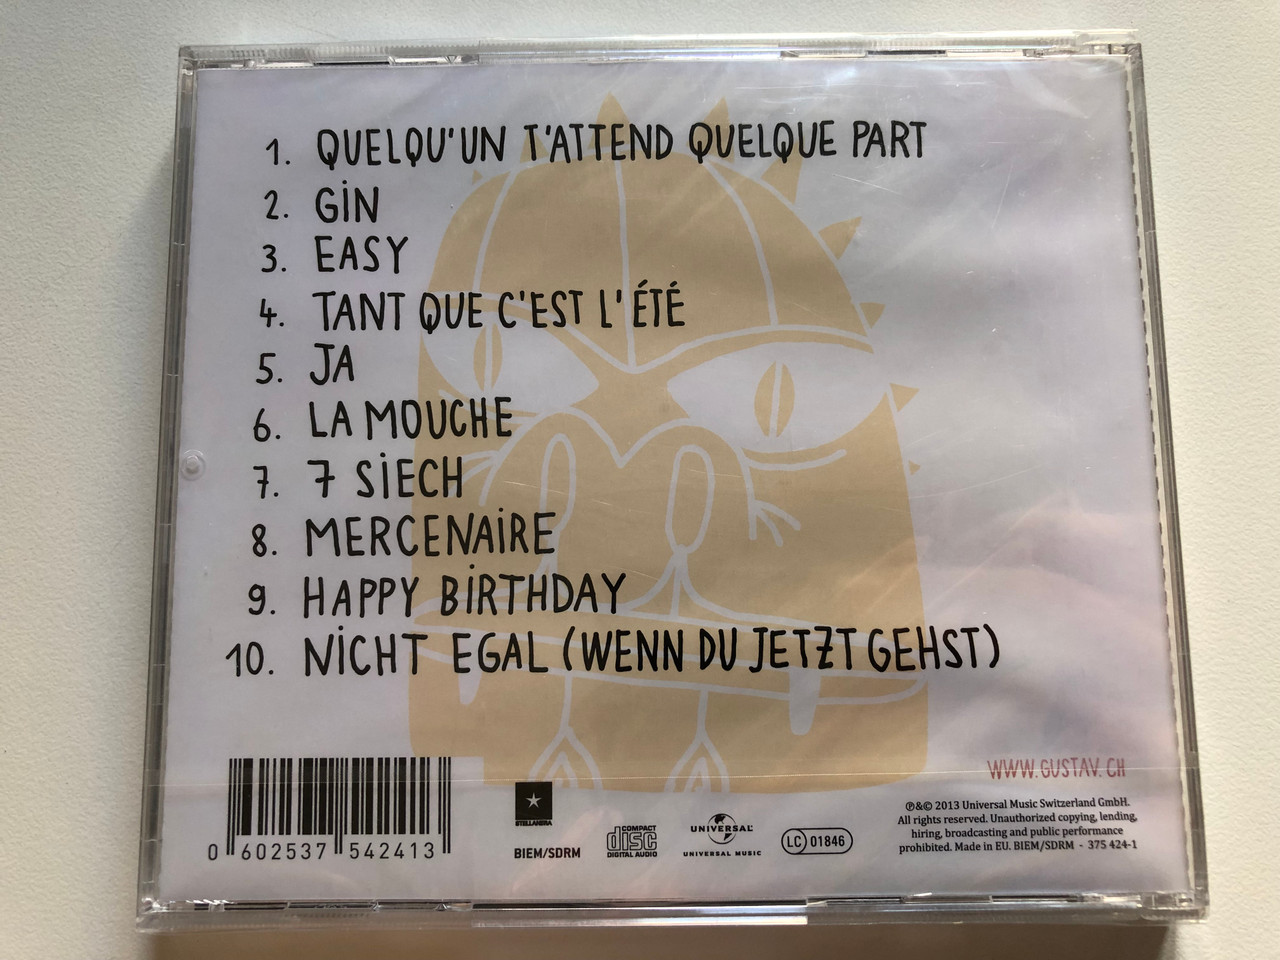 1. QUELQU'UN T'ATTEND QUELQUE PART
2. GiN
3. EASY
4. TANT QUE C'EST L'ÉTÉ
5. JA
6. LA MOUCHE
7. 7 SiECH
8. MERCENAiRE
9. HAPPY BiRTHDAY
10. NiCHT EGAL (WENN DU JETZT GEHST)
WWW.GUSTAV.CH
0 602537 542413
STELLANERA
BIEM/SDRM
COMPACT
disc
DIGITAL AUDIO
UNIVERSAL
UNIVERSAL MUSIC
LC 01846
℗&© 2013 Universal Music Switzerland GmbH.
All rights reserved. Unauthorized copying, lending,
hiring, broadcasting and public performance
prohibited. Made in EU. BIEM/SDRM - 375 424-1